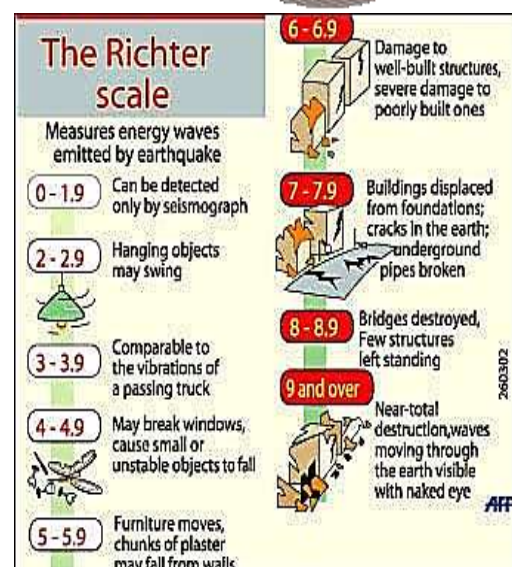 The Richter
scale
Measures energy waves
emitted by earthquake
0 - 1.9
Can be detected
only by seismograph
2 - 2.9
Hanging objects
may swing
3 - 3.9
Comparable to
the vibrations of
a passing truck
4 - 4.9
May break windows,
cause small or
unstable objects to fall
5 - 5.9
Furniture moves,
chunks of plaster
may fall from walls
6 - 6.9
Damage to
well-built structures,
severe damage to
poorly built ones
7 - 7.9
Buildings displaced
from foundations;
cracks in the earth;
underground
pipes broken
8 - 8.9
Bridges destroyed,
Few structures
left standing
9 and over
Near-total
destruction,waves
moving through
the earth visible
with naked eye
260302
AFP